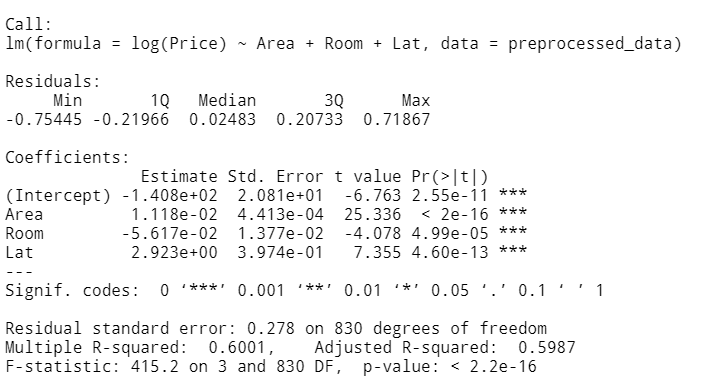 Call:
lm(formula = log(Price) ~ Area + Room + Lat, data = preprocessed_data)
Residuals:
Min 1Q Median 3Q Max
-0.75445 -0.21966 0.02483 0.20733 0.71867
Coefficients:
Estimate Std. Error t value Pr(>|t|)
(Intercept) -1.408e+02 2.081e+01 -6.763 2.55e-11 ***
Area 1.118e-02 4.413e-04 25.336 < 2e-16 ***
Room -5.617e-02 1.377e-02 -4.078 4.99e-05 ***
Lat 2.923e+00 3.974e-01 7.355 4.60e-13 ***
---
Signif. codes: 0 ‘***’ 0.001 ‘**’ 0.01 ‘*’ 0.05 ‘.’ 0.1 ‘ ’ 1
Residual standard error: 0.278 on 830 degrees of freedom
Multiple R-squared: 0.6001, Adjusted R-squared: 0.5987
F-statistic: 415.2 on 3 and 830 DF, p-value: < 2.2e-16